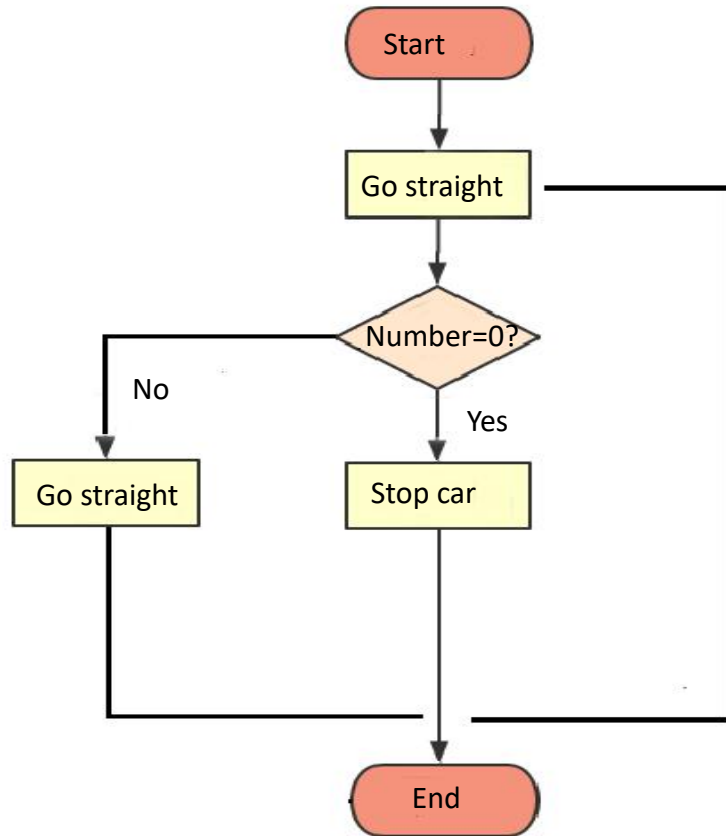 Start
Go straight
Number=0?
No
Yes
Go straight
Stop car
End